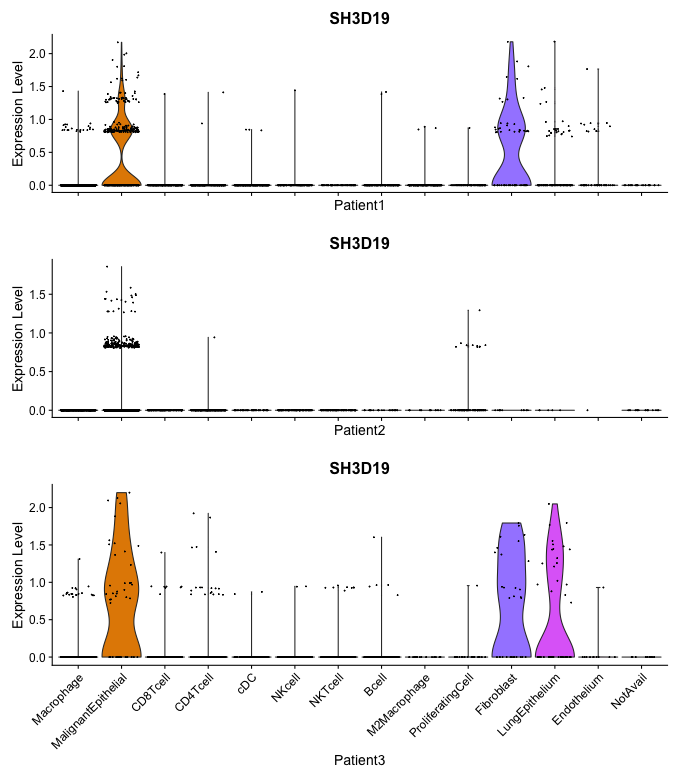 SH3D19
Expression Level
2.0
1.5
1.0
0.5
0.0
Patient1
SH3D19
Expression Level
1.5
1.0
0.5
0.0
Patient2
SH3D19
Expression Level
2.0
1.5
1.0
0.5
0.0
Macrophage
MalignantEpithelial
CD8Tcell
CD4Tcell
cDC
NKcell
NKTcell
Bcell
M2Macrophage
ProliferatingCell
Fibroblast
LungEpithelium
Endothelium
NotAvail
Patient3